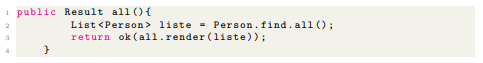 1 public Result all(){
2 List<Person> liste = Person.find.all();
3 return ok(all.render(liste));
4 }